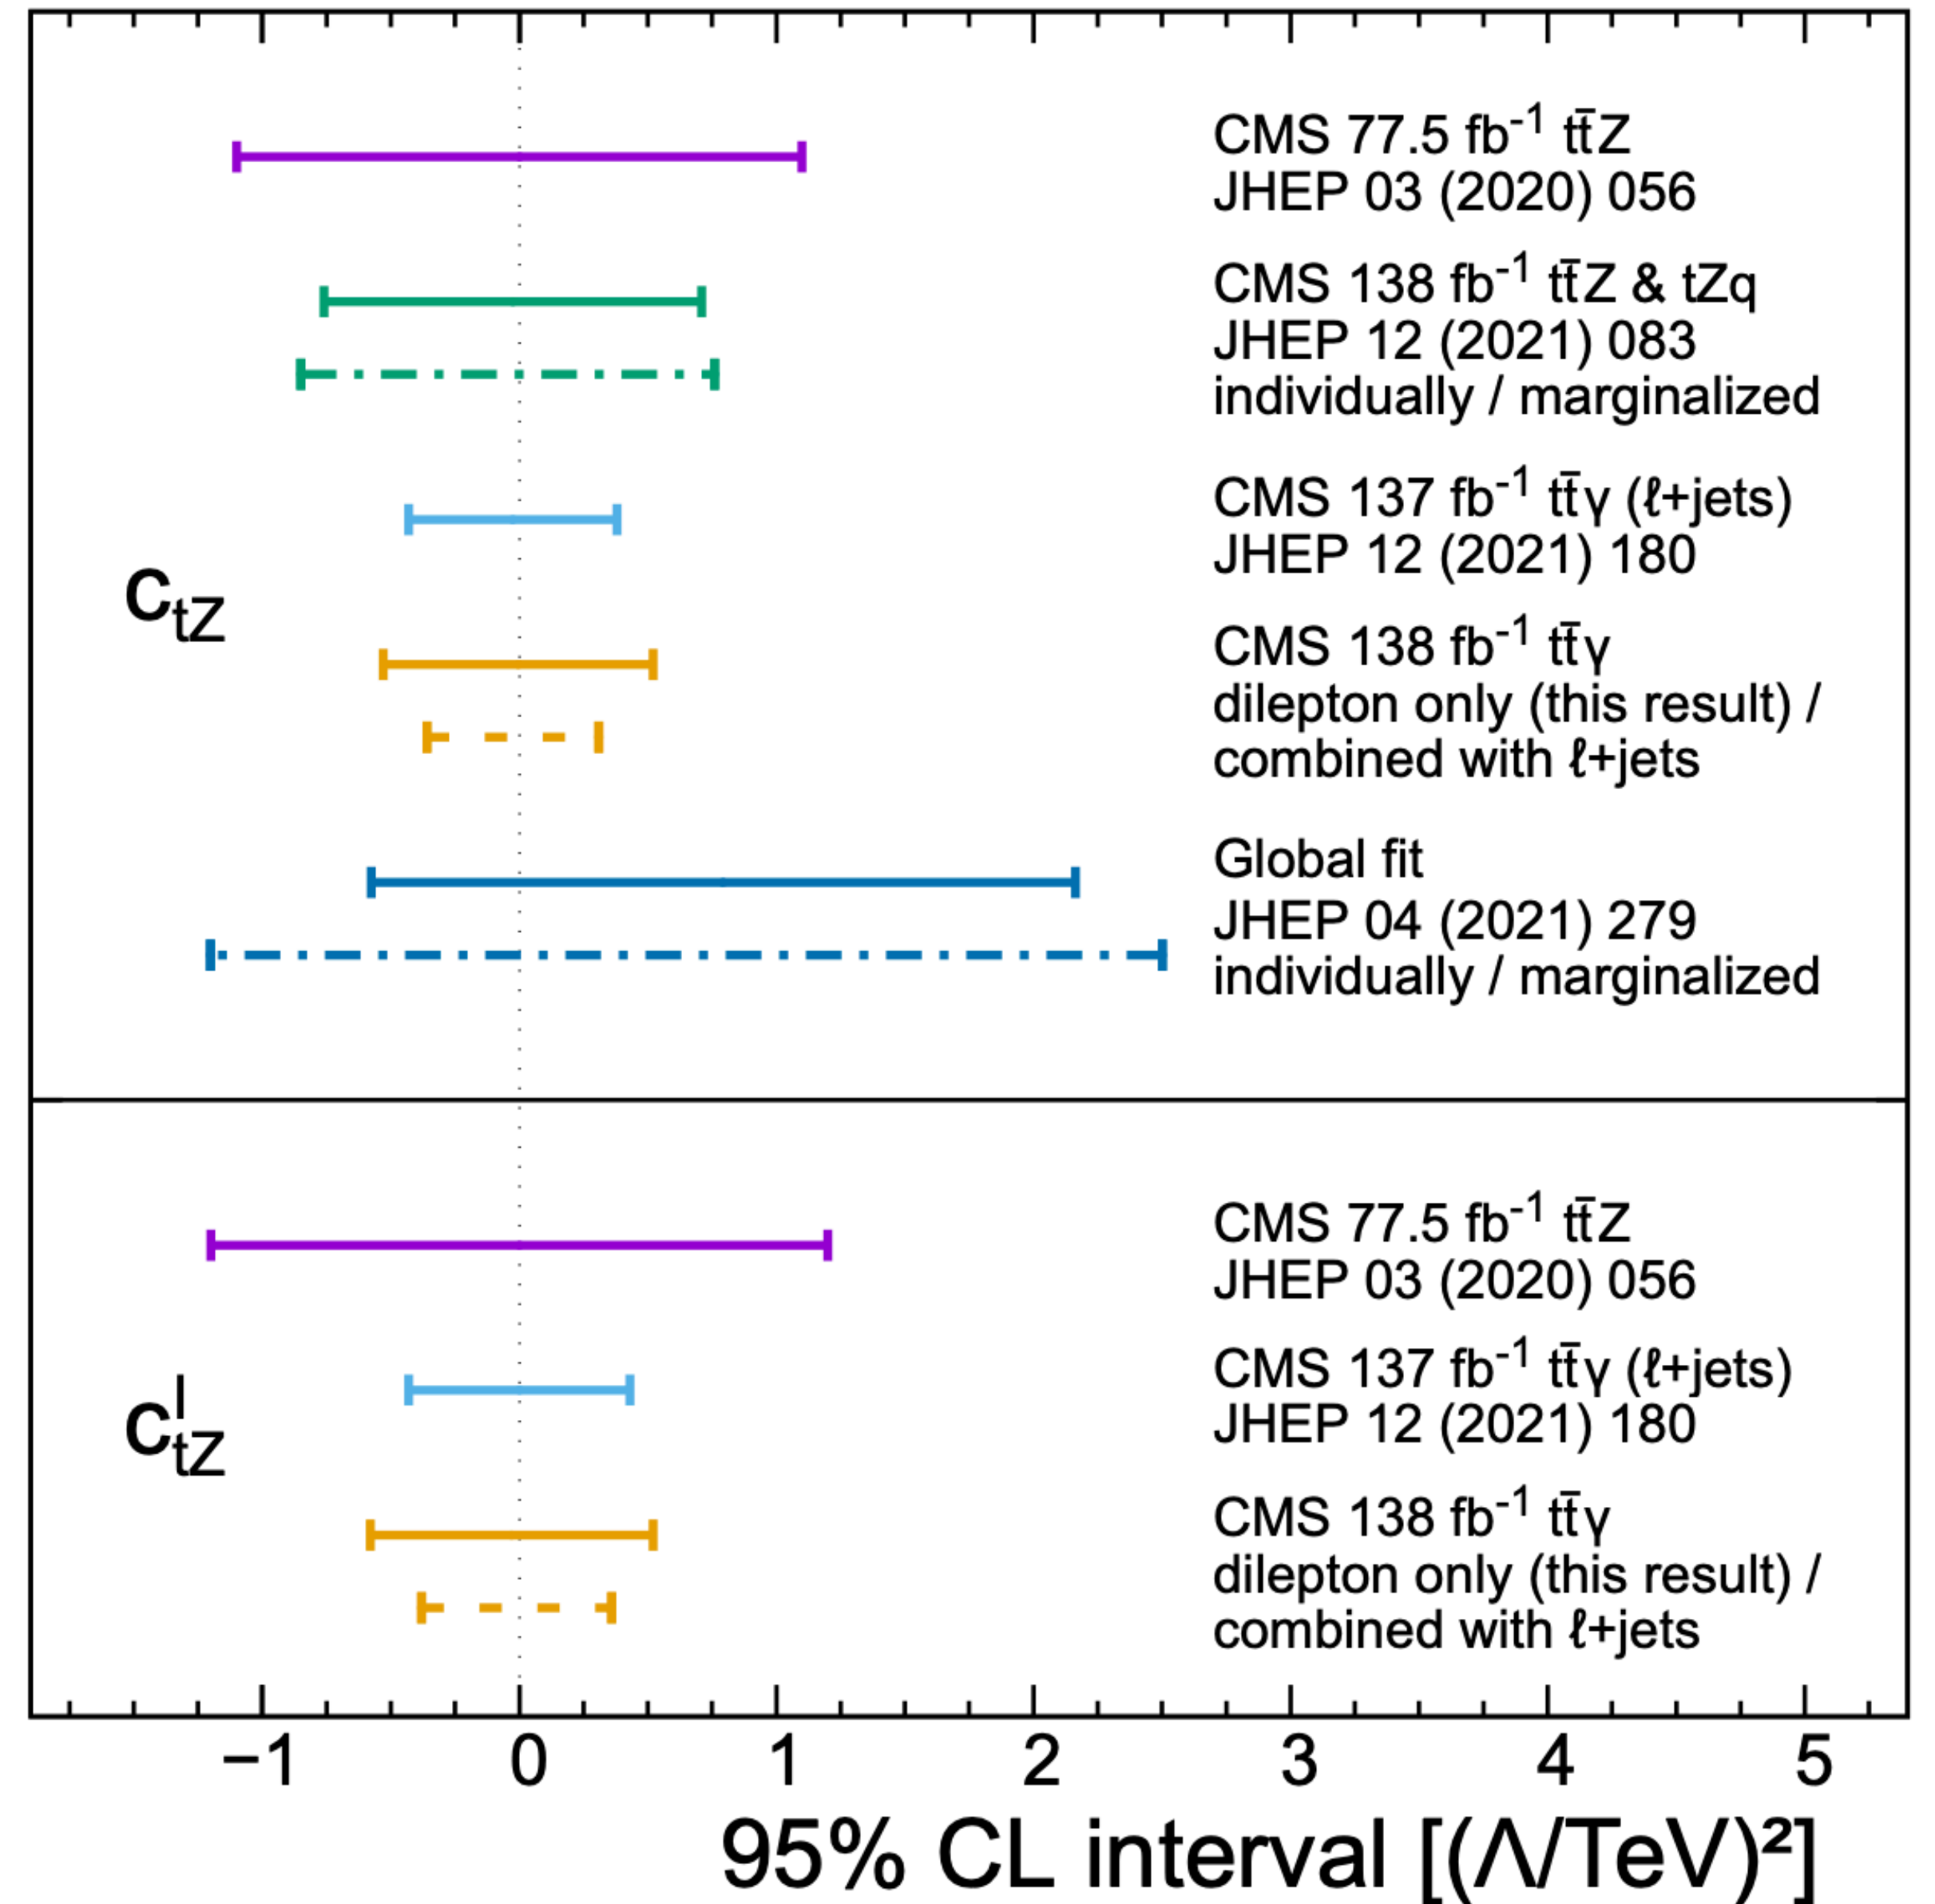 CMS 77.5 fb⁻¹ tt̄Z
JHEP 03 (2020) 056
CMS 138 fb⁻¹ tt̄Z & tZq
JHEP 12 (2021) 083
individually / marginalized
CMS 137 fb⁻¹ tt̄γ (ℓ+jets)
JHEP 12 (2021) 180
c_tZ
CMS 138 fb⁻¹ tt̄γ
dilepton only (this result) /
combined with ℓ+jets
Global fit
JHEP 04 (2021) 279
individually / marginalized
CMS 77.5 fb⁻¹ tt̄Z
JHEP 03 (2020) 056
CMS 137 fb⁻¹ tt̄γ (ℓ+jets)
JHEP 12 (2021) 180
c^I_tZ
CMS 138 fb⁻¹ tt̄γ
dilepton only (this result) /
combined with ℓ+jets
−1 0 1 2 3 4 5
95% CL interval [(Λ/TeV)²]